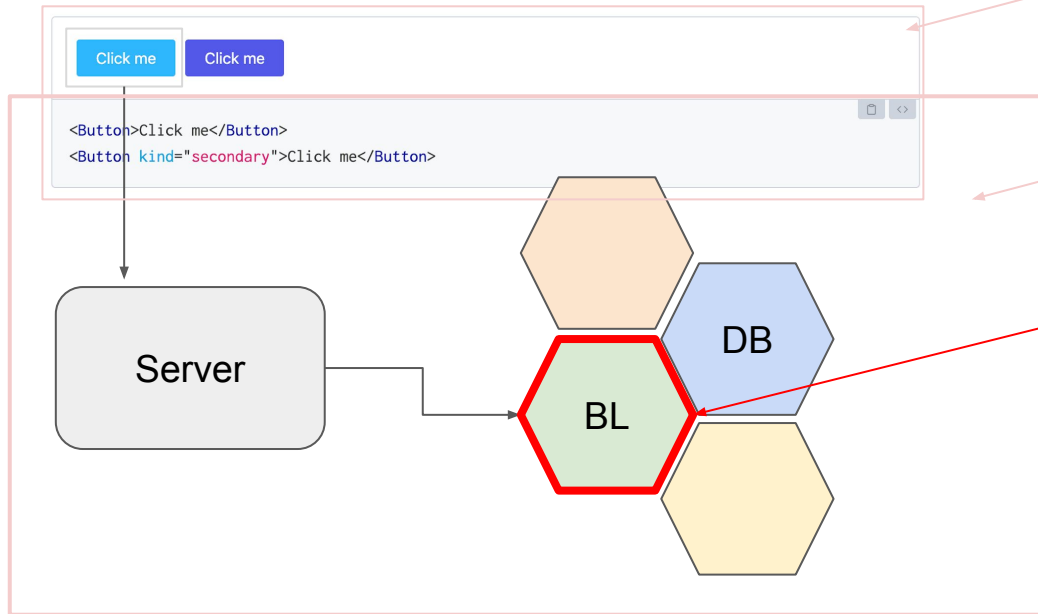 Click me Click me
<Button>Click me</Button>
<Button kind="secondary">Click me</Button>
DB
Server
BL